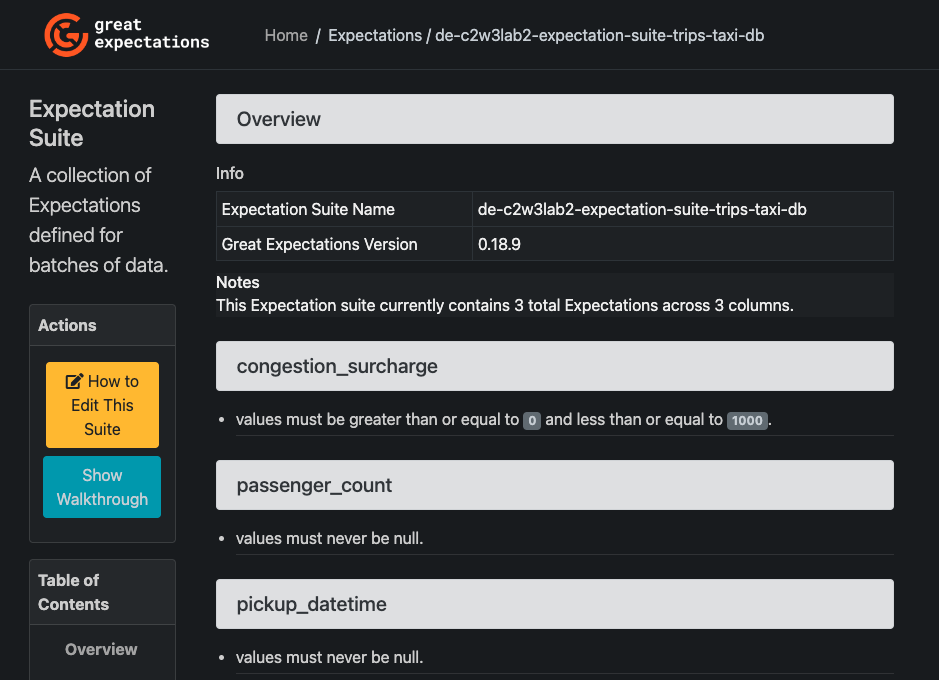 great
expectations
Home / Expectations / de-c2w3lab2-expectation-suite-trips-taxi-db
Expectation
Suite
A collection of
Expectations
defined for
batches of data.
Actions
How to
Edit This
Suite
Show
Walkthrough
Table of
Contents
Overview
Overview
Info
Expectation Suite Name de-c2w3lab2-expectation-suite-trips-taxi-db
Great Expectations Version 0.18.9
Notes
This Expectation suite currently contains 3 total Expectations across 3 columns.
congestion_surcharge
• values must be greater than or equal to 0 and less than or equal to 1000.
passenger_count
• values must never be null.
pickup_datetime
• values must never be null.